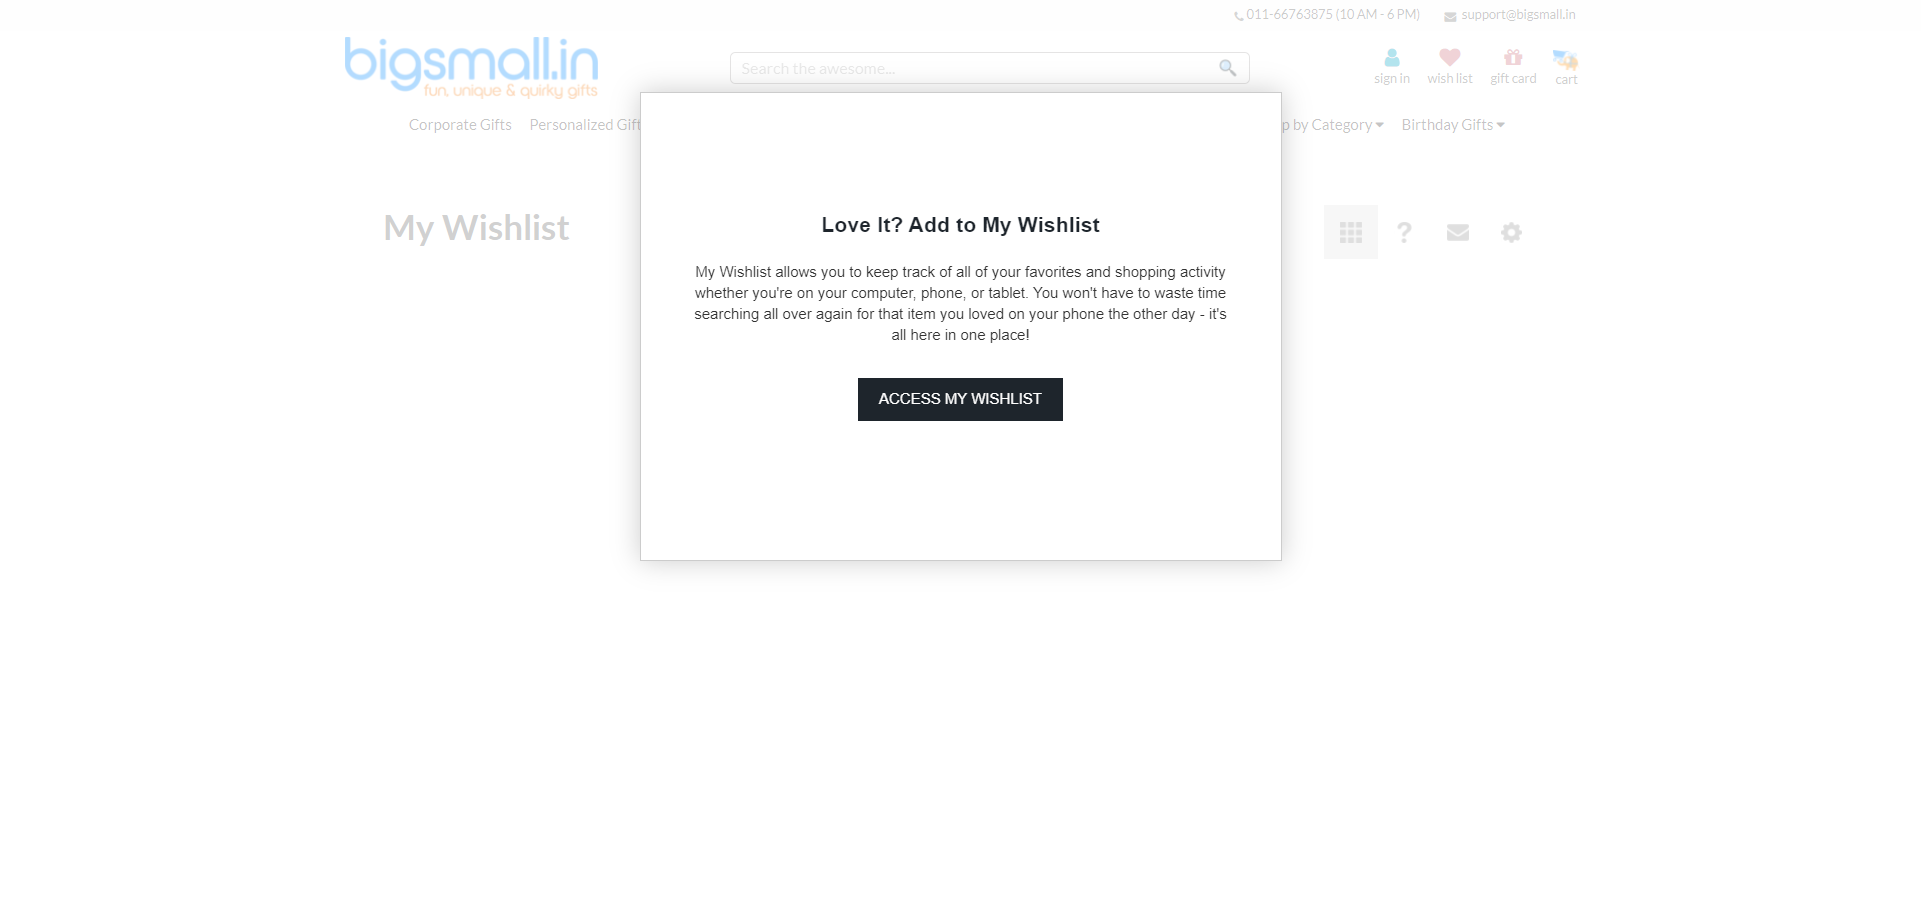 011-66763875 (10 AM - 6 PM) support@bigsmall.in
bigsmall.in
fun, unique & quirky gifts
Search the awesome...
sign in wish list gift card cart
Corporate Gifts Personalized Gift p by Category Birthday Gifts
My Wishlist
?
Love It? Add to My Wishlist
My Wishlist allows you to keep track of all of your favorites and shopping activity
whether you're on your computer, phone, or tablet. You won't have to waste time
searching all over again for that item you loved on your phone the other day - it's
all here in one place!
ACCESS MY WISHLIST